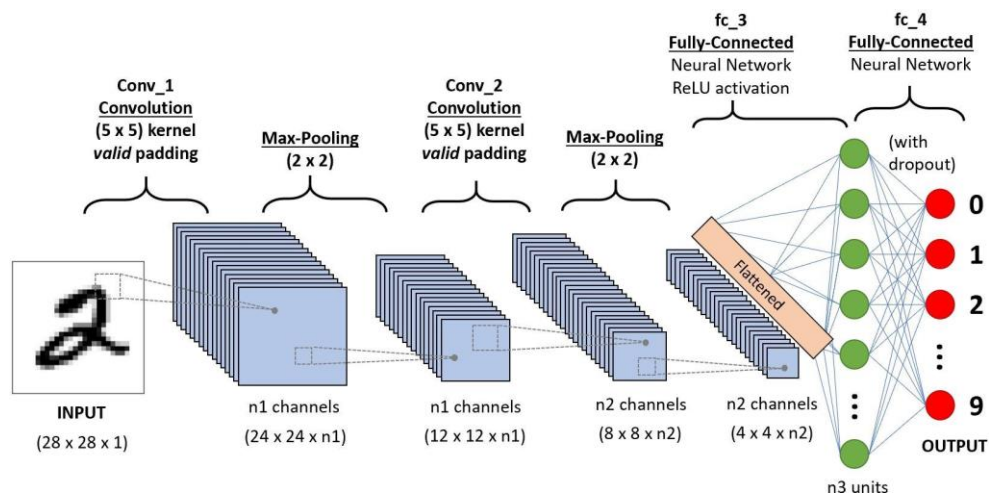 fc_3
Fully-Connected
Neural Network
ReLU activation
fc_4
Fully-Connected
Neural Network
Conv_1
Convolution
(5 x 5) kernel
valid padding
Max-Pooling
(2 x 2)
Conv_2
Convolution
(5 x 5) kernel
valid padding
Max-Pooling
(2 x 2)
(with
dropout)
Flattened
0
1
2
9
INPUT
(28 x 28 x 1)
n1 channels
(24 x 24 x n1)
n1 channels
(12 x 12 x n1)
n2 channels
(8 x 8 x n2)
n2 channels
(4 x 4 x n2)
OUTPUT
n3 units
2